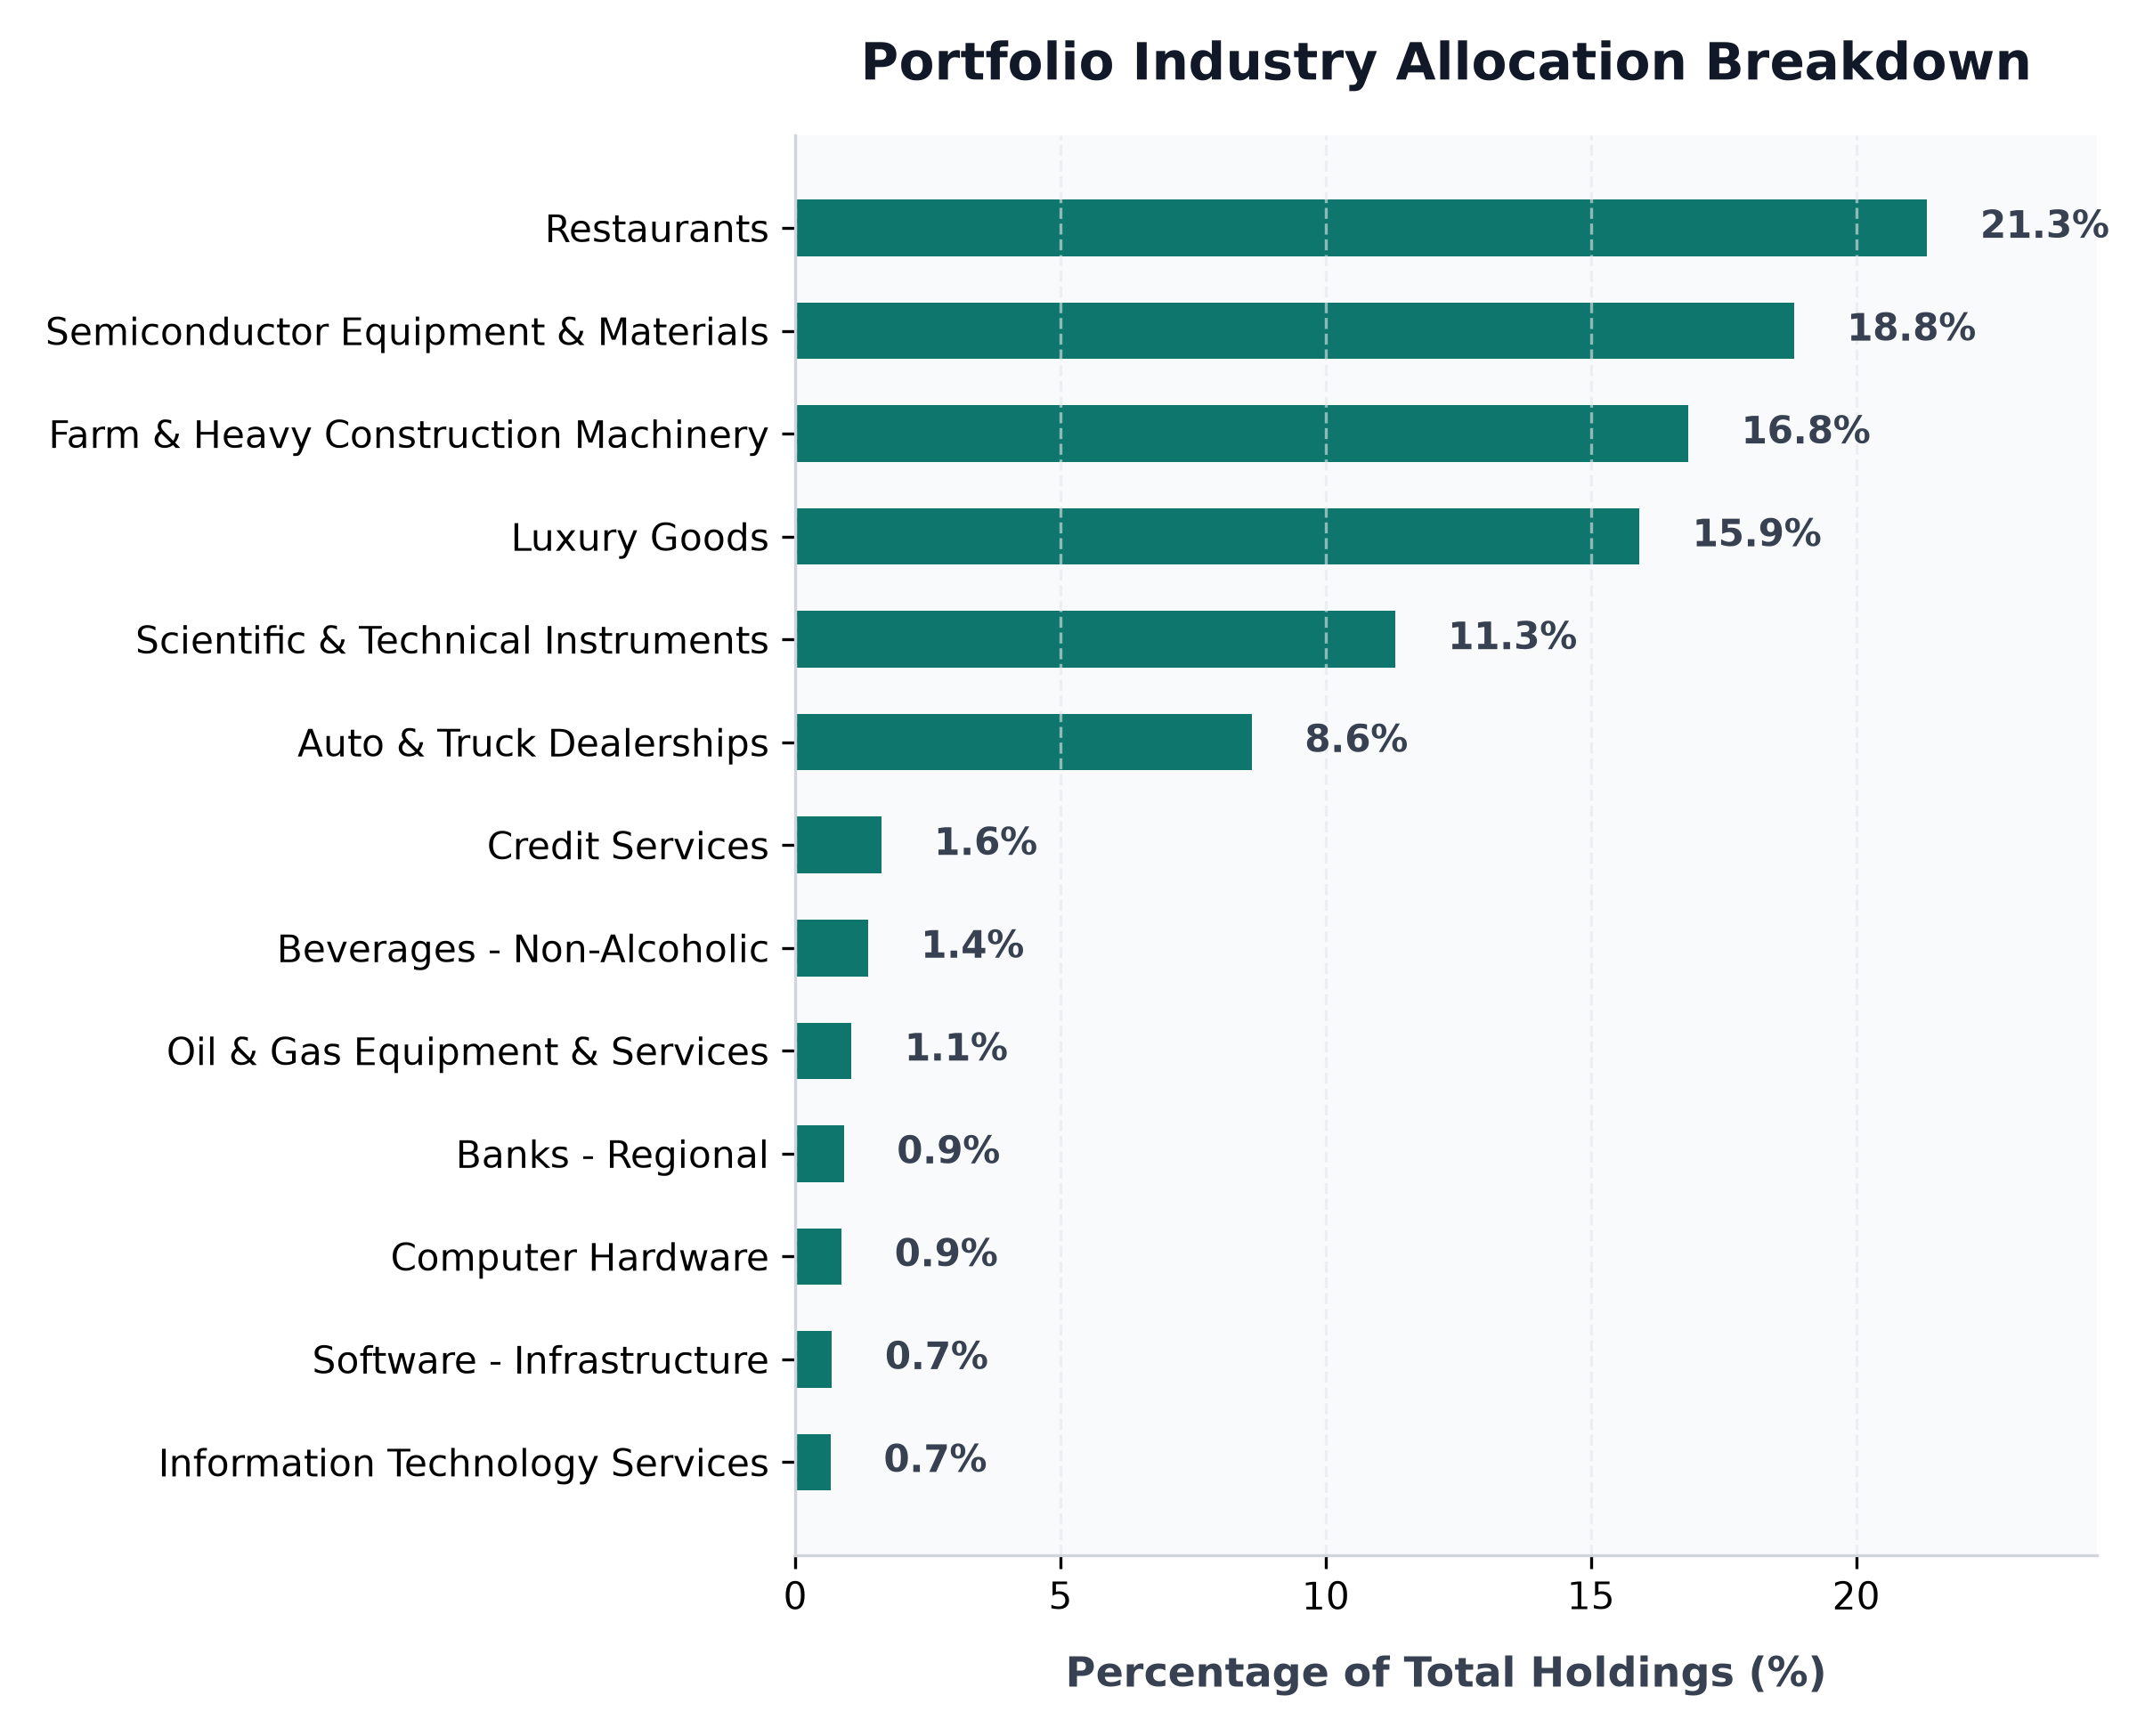 Portfolio Industry Allocation Breakdown
Restaurants 21.3%
Semiconductor Equipment & Materials 18.8%
Farm & Heavy Construction Machinery 16.8%
Luxury Goods 15.9%
Scientific & Technical Instruments 11.3%
Auto & Truck Dealerships 8.6%
Credit Services 1.6%
Beverages - Non-Alcoholic 1.4%
Oil & Gas Equipment & Services 1.1%
Banks - Regional 0.9%
Computer Hardware 0.9%
Software - Infrastructure 0.7%
Information Technology Services 0.7%
0 5 10 15 20
Percentage of Total Holdings (%)